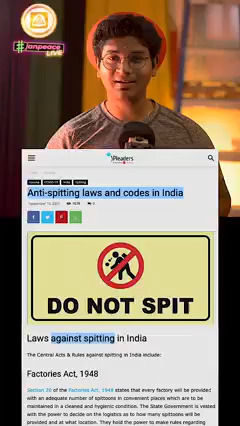 #janpeace
LIVE
iPleaders
Anti-spitting laws and codes in India
DO NOT SPIT
Laws against spitting in India
The Central Acts & Rules against spitting in India include:
Factories Act, 1948
Section 20 of the Factories Act, 1948 states that every factory will be provided
with an adequate number of spittoons in convenient places which are to be
maintained in a cleaned and hygienic condition. The State Government is vested
with the power to decide on the logistics as to how many spittoons will be
provided and at what location. They hold the power to make rules regarding